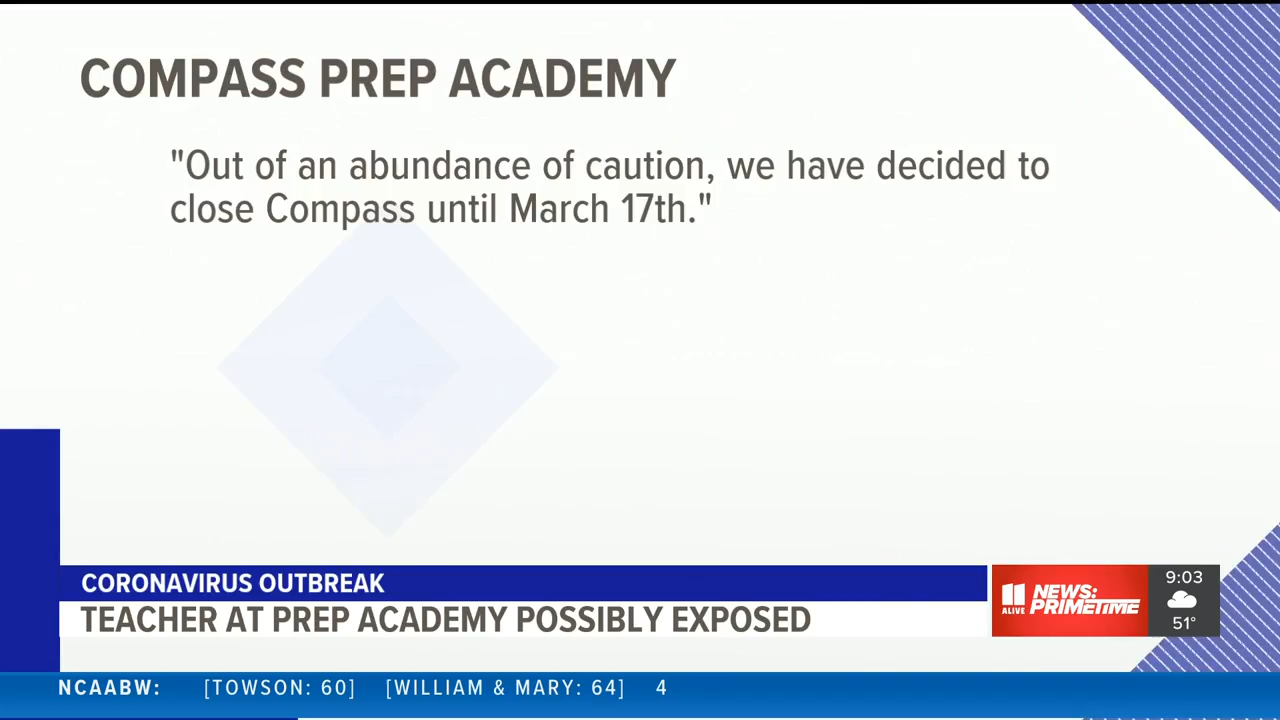 COMPASS PREP ACADEMY
"Out of an abundance of caution, we have decided to
close Compass until March 17th."
CORONAVIRUS OUTBREAK
TEACHER AT PREP ACADEMY POSSIBLY EXPOSED
11 ALIVE
NEWS:
PRIMETIME
9:03
51°
NCAABW: [TOWSON: 60] [WILLIAM & MARY: 64] 4